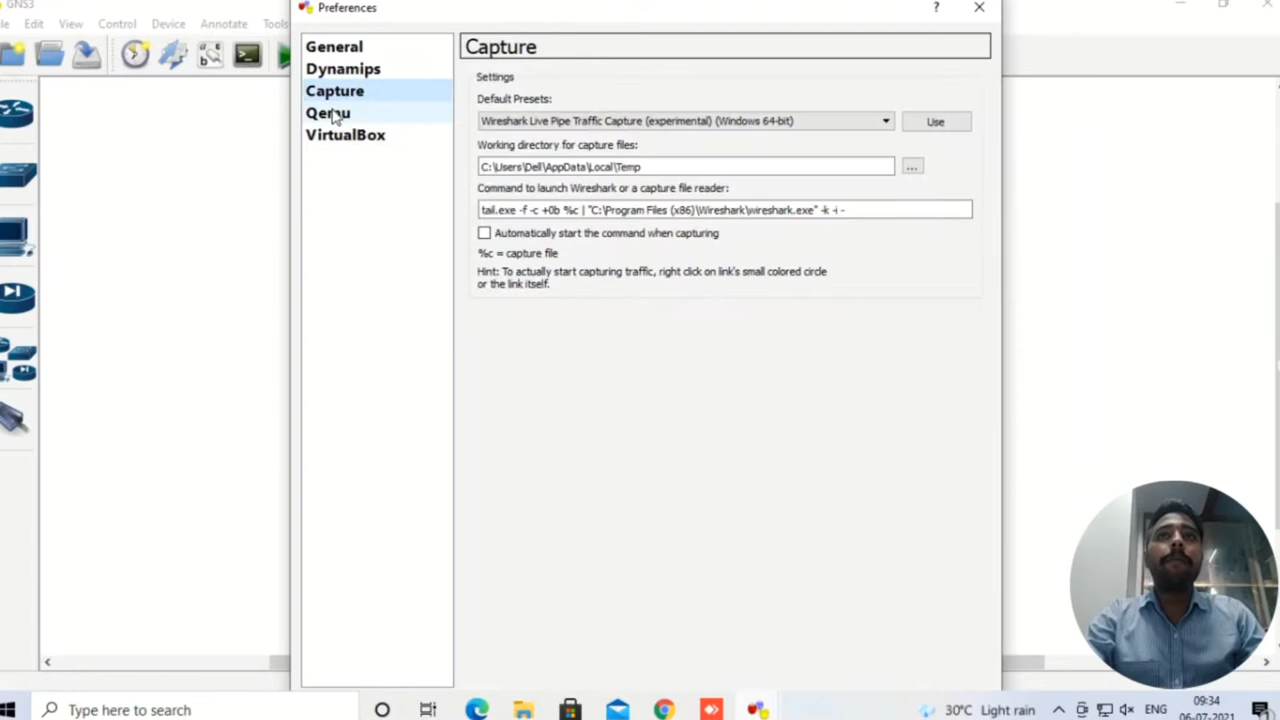 GNS3
Preferences
?
Edit View Control Device Annotate Tools
General
Dynamips
Capture
Qemu
VirtualBox
Capture
Settings
Default Presets:
Wireshark Live Pipe Traffic Capture (experimental) (Windows 64-bit)
Use
Working directory for capture files:
C:\Users\Dell\AppData\Local\Temp
...
Command to launch Wireshark or a capture file reader:
tail.exe -f -c +0b %c | "C:\Program Files (x86)\Wireshark\wireshark.exe" -k -i -
Automatically start the command when capturing
%c = capture file
Hint: To actually start capturing traffic, right click on link's small colored circle
or the link itself.
Type here to search
30°C Light rain
ENG
09:34
06-07-2021